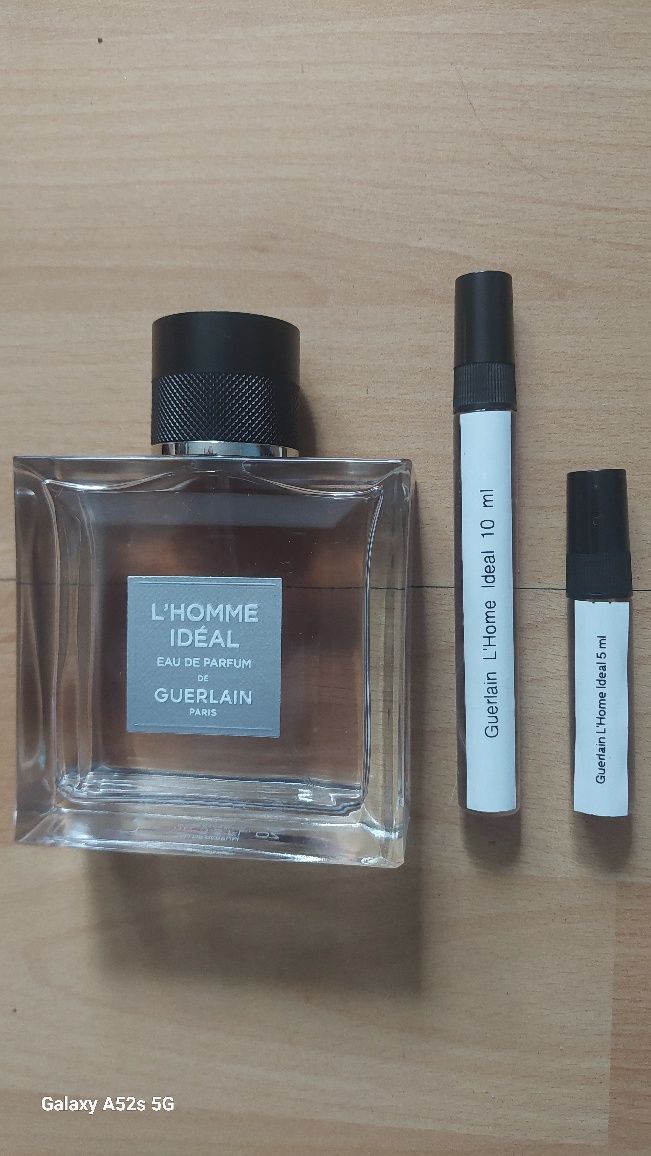 L'HOMME
IDÉAL
EAU DE PARFUM
DE
GUERLAIN
PARIS
Guerlain L'Home Ideal 10 ml
Guerlain L'Home Ideal 5 ml
Galaxy A52s 5G